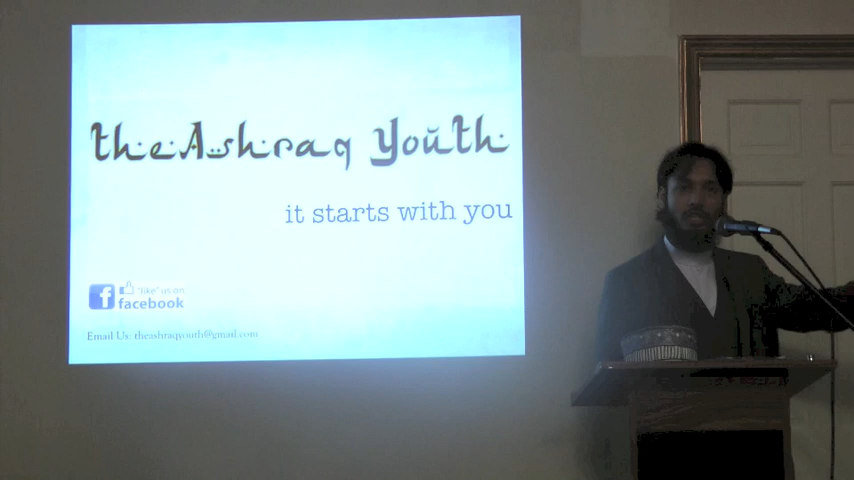 theAshraq Youth
it starts with you
"like" us on
facebook
Email Us: theashraqyouth@gmail.com